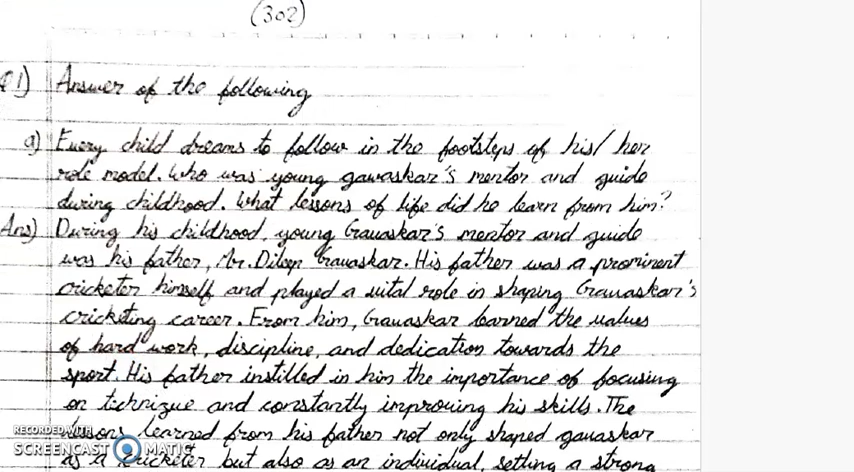 (302)
Q1) Answer of the following
a) Every child dreams to follow in the footsteps of his/her
role model. Who was young gavaskar's mentor and guide
during childhood. What lessons of life did he learn from him?
Ans) During his childhood, young Gavaskar's mentor and guide
was his father, Mr. Dileep Gavaskar. His father was a prominent
cricketer himself and played a vital role in shaping Gravaskar's
cricketing career. From him, Gavaskar learned the values
of hard work, discipline, and dedication towards the
sport. His father instilled in him the importance of focusing
on technique and constantly improving his skills. The
lessons learned from his father not only shaped gavaskar
as a cricketer but also as an individual, setting a strong
RECORDED WITH
SCREENCAST MATIC